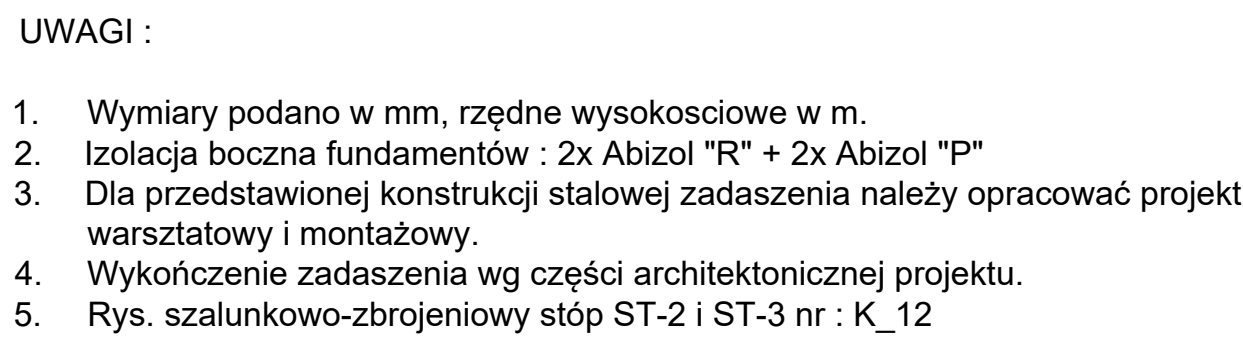 UWAGI :
1. Wymiary podano w mm, rzędne wysokosciowe w m.
2. Izolacja boczna fundamentów : 2x Abizol "R" + 2x Abizol "P"
3. Dla przedstawionej konstrukcji stalowej zadaszenia należy opracować projekt
warsztatowy i montażowy.
4. Wykończenie zadaszenia wg części architektonicznej projektu.
5. Rys. szalunkowo-zbrojeniowy stóp ST-2 i ST-3 nr : K_12